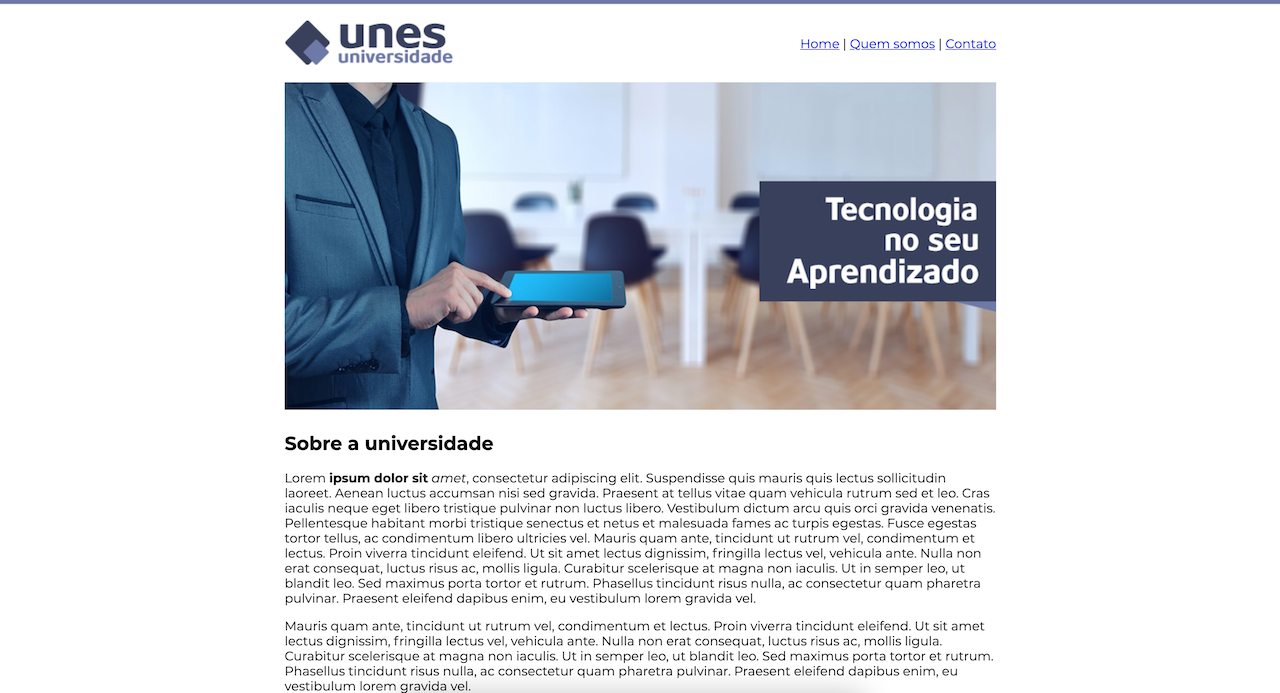 unes
universidade
Home | Quem somos | Contato
Tecnologia
no seu
Aprendizado
Sobre a universidade
Lorem ipsum dolor sit amet, consectetur adipiscing elit. Suspendisse quis mauris quis lectus sollicitudin
laoreet. Aenean luctus accumsan nisi sed gravida. Praesent at tellus vitae quam vehicula rutrum sed et leo. Cras
iaculis neque eget libero tristique pulvinar non luctus libero. Vestibulum dictum arcu quis orci gravida venenatis.
Pellentesque habitant morbi tristique senectus et netus et malesuada fames ac turpis egestas. Fusce egestas
tortor tellus, ac condimentum libero ultricies vel. Mauris quam ante, tincidunt ut rutrum vel, condimentum et
lectus. Proin viverra tincidunt eleifend. Ut sit amet lectus dignissim, fringilla lectus vel, vehicula ante. Nulla non
erat consequat, luctus risus ac, mollis ligula. Curabitur scelerisque at magna non iaculis. Ut in semper leo, ut
blandit leo. Sed maximus porta tortor et rutrum. Phasellus tincidunt risus nulla, ac consectetur quam pharetra
pulvinar. Praesent eleifend dapibus enim, eu vestibulum lorem gravida vel.
Mauris quam ante, tincidunt ut rutrum vel, condimentum et lectus. Proin viverra tincidunt eleifend. Ut sit amet
lectus dignissim, fringilla lectus vel, vehicula ante. Nulla non erat consequat, luctus risus ac, mollis ligula.
Curabitur scelerisque at magna non iaculis. Ut in semper leo, ut blandit leo. Sed maximus porta tortor et rutrum.
Phasellus tincidunt risus nulla, ac consectetur quam pharetra pulvinar. Praesent eleifend dapibus enim, eu
vestibulum lorem gravida vel.